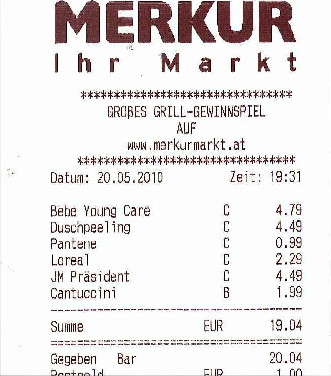 MERKUR
Ihr Markt
********************************
GROßES GRILL-GEWINNSPIEL
AUF
www.merkurmarkt.at
*********************************
Datum: 20.05.2010 Zeit: 19:31
Bebe Young Care C 4.79
Duschpeeling C 4.49
Pantene C 0.99
Loreal C 2.29
JM Präsident C 4.49
Cantuccini B 1.99
Summe EUR 19.04
Gegeben Bar 20.04
EUR 1.00